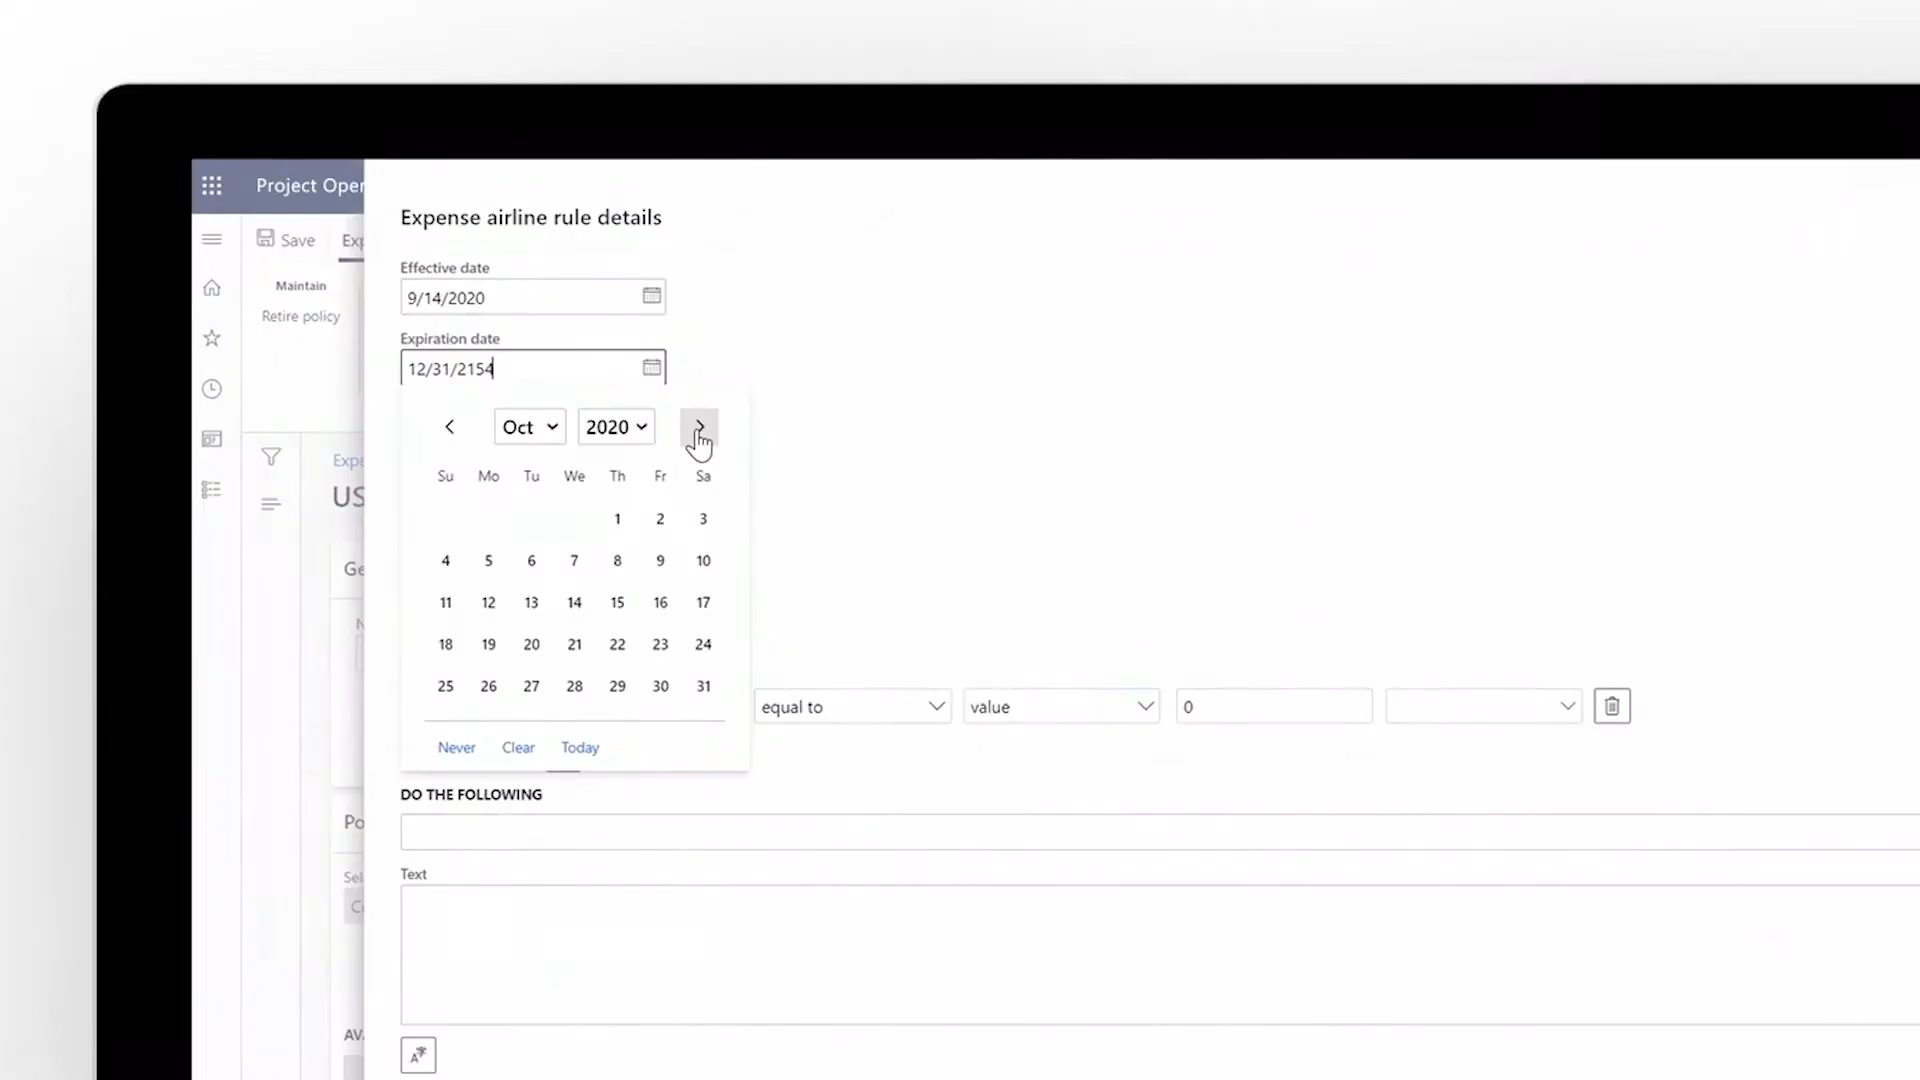 Project Oper
Expense airline rule details
Save
Exp
Effective date
Maintain
9/14/2020
Retire policy
Expiration date
12/31/2154
Oct 2020
Su Mo Tu We Th Fr Sa
1 2 3
4 5 6 7 8 9 10
11 12 13 14 15 16 17
18 19 20 21 22 23 24
25 26 27 28 29 30 31
Never Clear Today
Expe
US
Ge
N
equal to value 0
DO THE FOLLOWING
Po
Text
Sel
AV